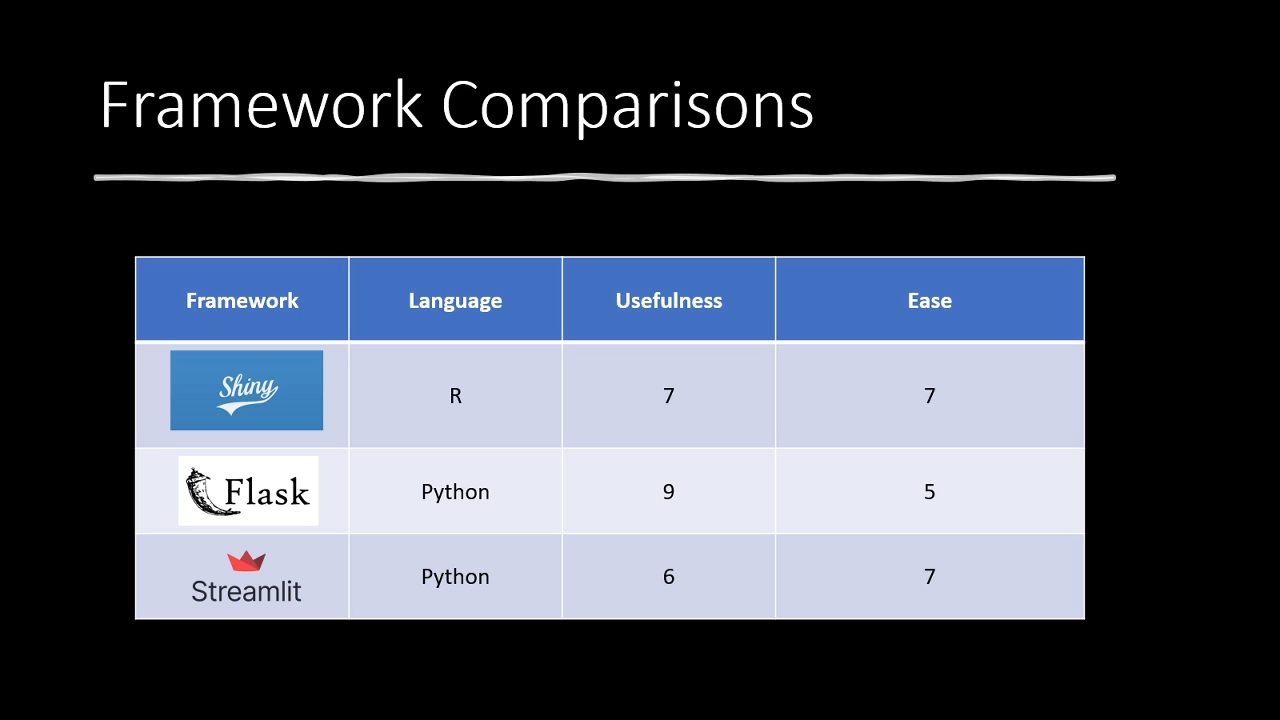 Framework Comparisons
Framework Language Usefulness Ease
Shiny R 7 7
Flask Python 9 5
Streamlit Python 6 7